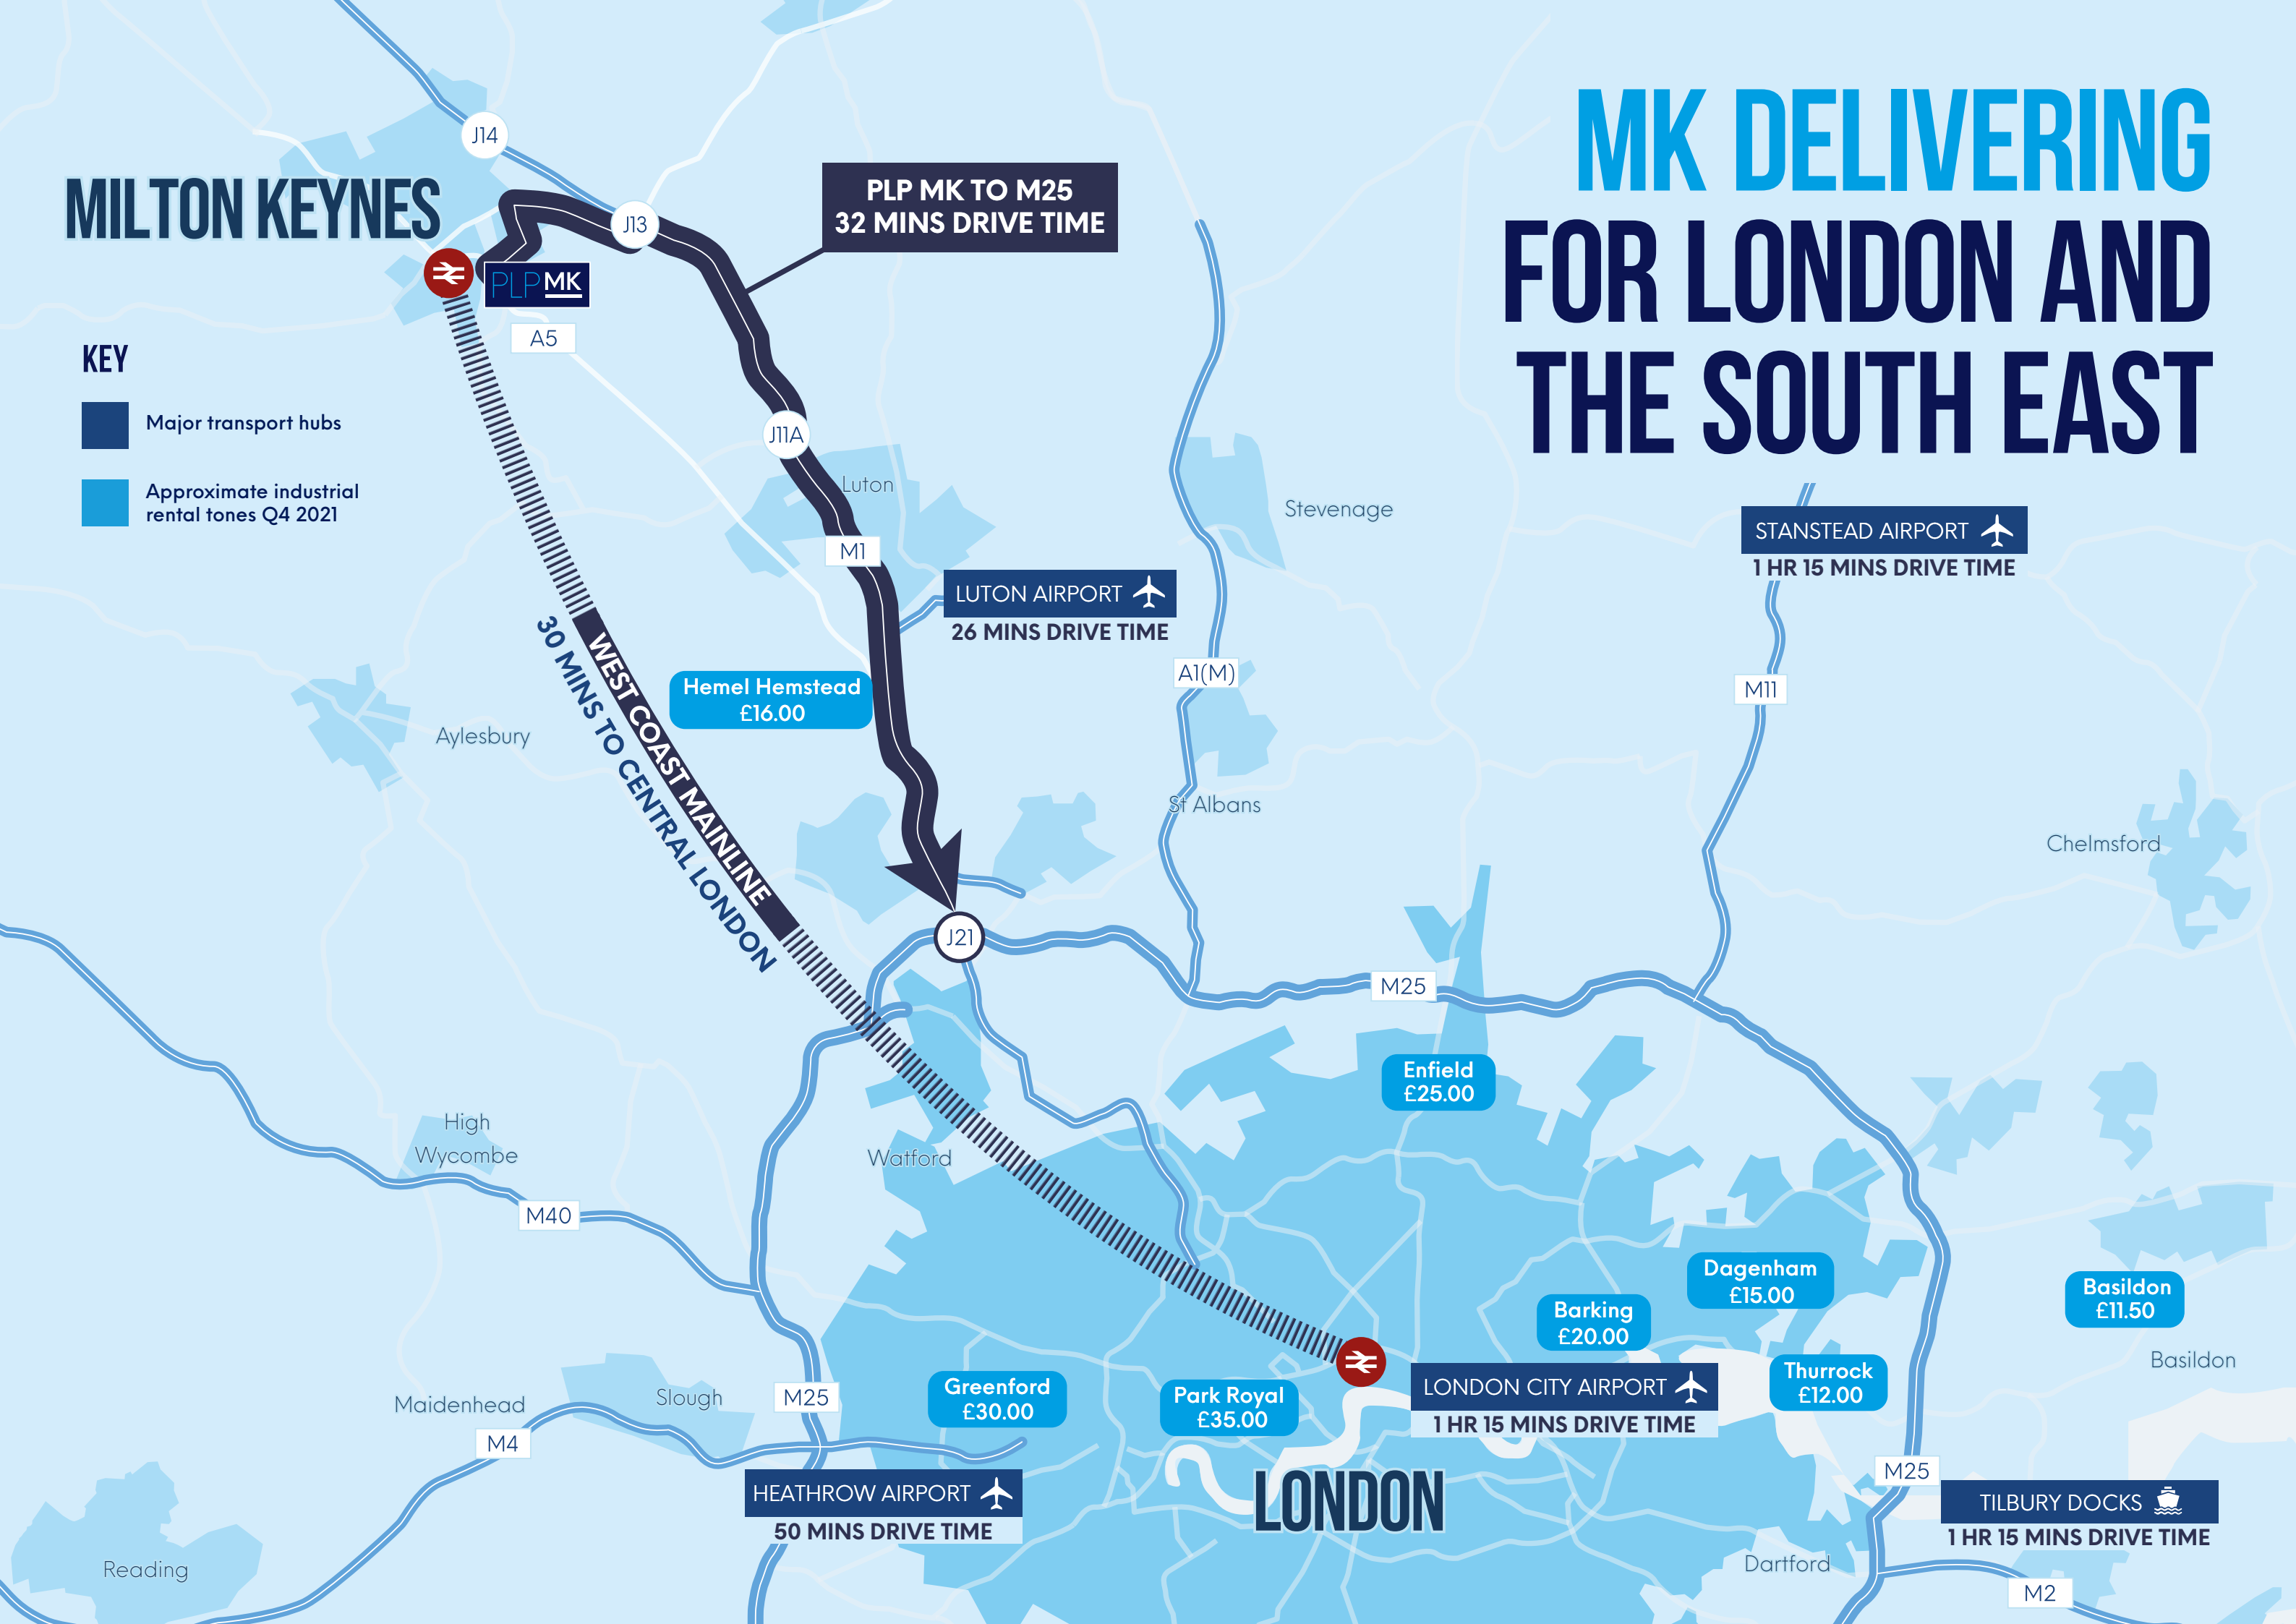 MK DELIVERING
FOR LONDON AND
THE SOUTH EAST
J14
MILTON KEYNES
J13
PLP MK TO M25
32 MINS DRIVE TIME
PLP MK
A5
KEY
Major transport hubs
Approximate industrial
rental tones Q4 2021
J11A
Luton
M1
Stevenage
STANSTEAD AIRPORT
1 HR 15 MINS DRIVE TIME
LUTON AIRPORT
26 MINS DRIVE TIME
A1(M)
M11
Hemel Hemstead
£16.00
WEST COAST MAINLINE
30 MINS TO CENTRAL LONDON
Aylesbury
St Albans
Chelmsford
J21
M25
Enfield
£25.00
High
Wycombe
Watford
M40
Dagenham
£15.00
Barking
£20.00
Basildon
£11.50
Basildon
Thurrock
£12.00
Maidenhead
Slough
M25
Greenford
£30.00
Park Royal
£35.00
LONDON CITY AIRPORT
1 HR 15 MINS DRIVE TIME
M4
M25
HEATHROW AIRPORT
50 MINS DRIVE TIME
LONDON
TILBURY DOCKS
1 HR 15 MINS DRIVE TIME
Reading
Dartford
M2